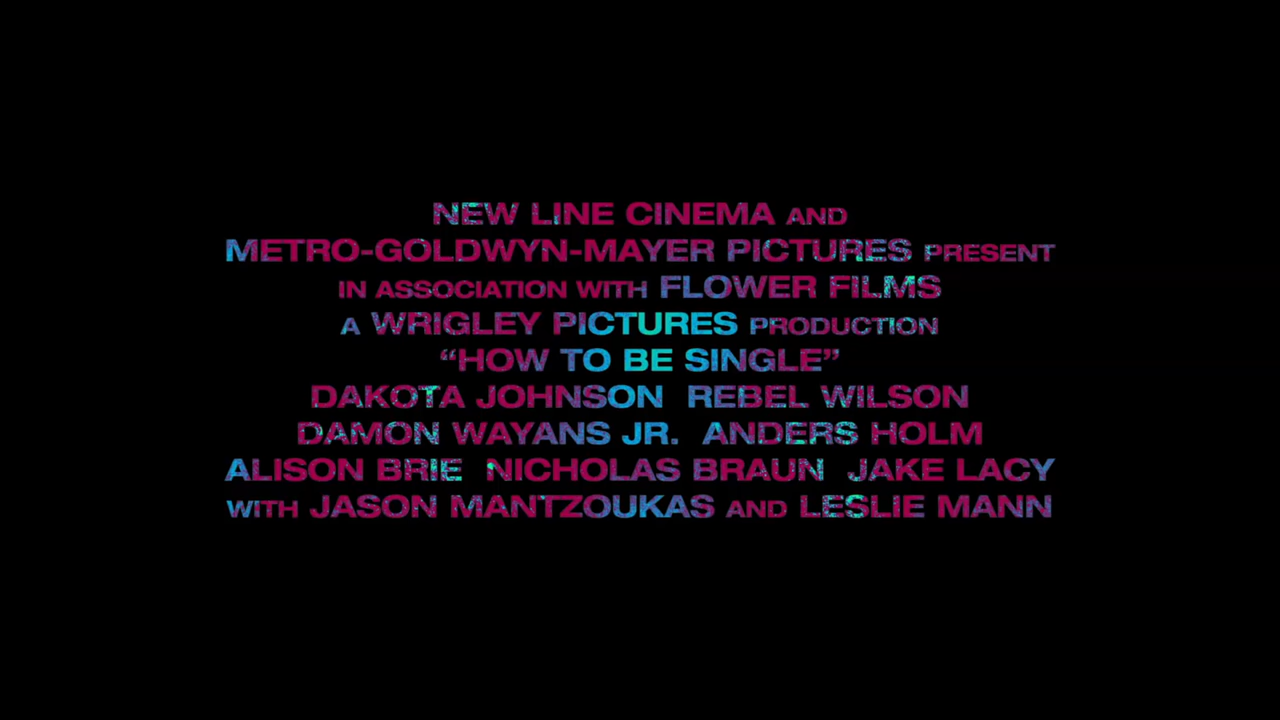 NEW LINE CINEMA AND
METRO-GOLDWYN-MAYER PICTURES PRESENT
IN ASSOCIATION WITH FLOWER FILMS
A WRIGLEY PICTURES PRODUCTION
“HOW TO BE SINGLE”
DAKOTA JOHNSON REBEL WILSON
DAMON WAYANS JR. ANDERS HOLM
ALISON BRIE NICHOLAS BRAUN JAKE LACY
WITH JASON MANTZOUKAS AND LESLIE MANN